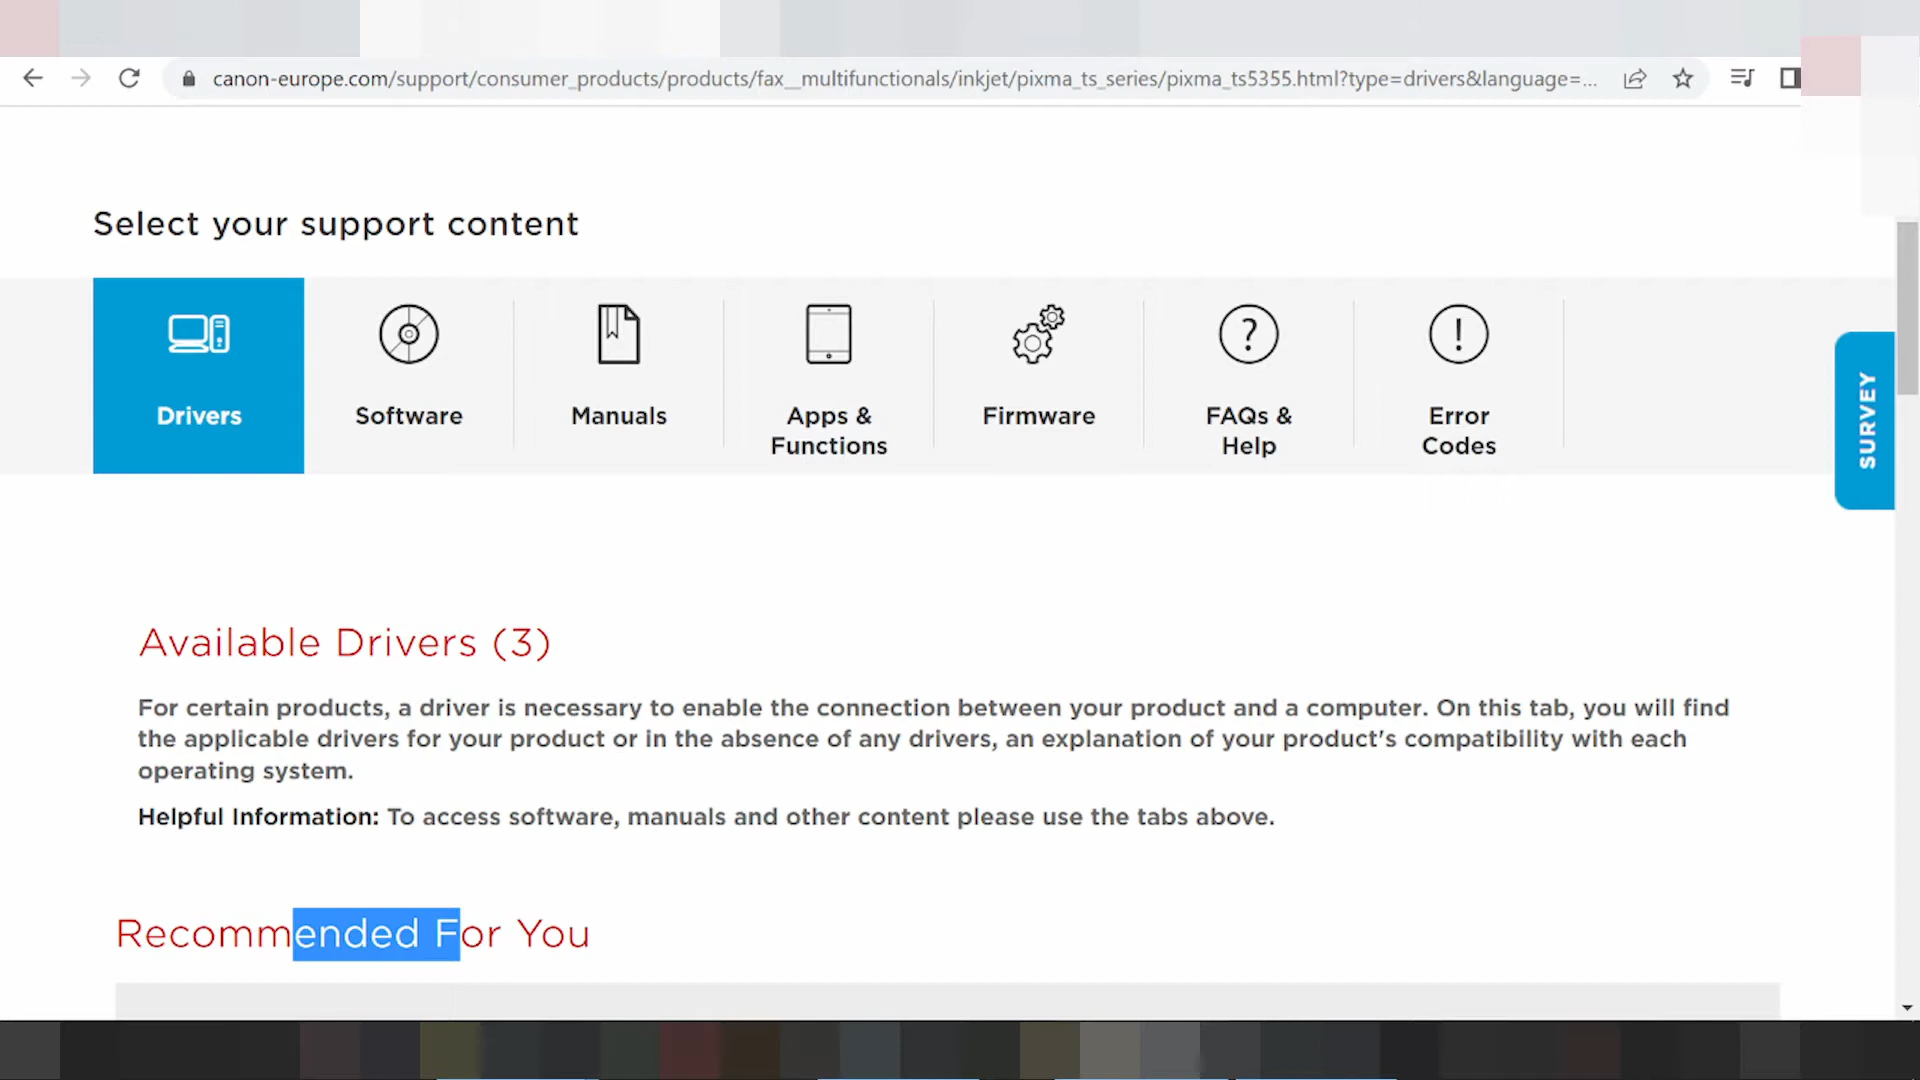 canon-europe.com/support/consumer_products/products/fax__multifunctionals/inkjet/pixma_ts_series/pixma_ts5355.html?type=drivers&language=...
Select your support content
Drivers
Software
Manuals
Apps &
Functions
Firmware
FAQs &
Help
Error
Codes
SURVEY
Available Drivers (3)
For certain products, a driver is necessary to enable the connection between your product and a computer. On this tab, you will find
the applicable drivers for your product or in the absence of any drivers, an explanation of your product's compatibility with each
operating system.
Helpful Information: To access software, manuals and other content please use the tabs above.
Recommended For You